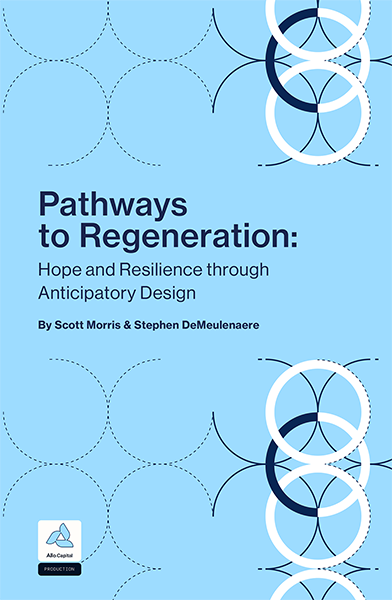 Pathways
to Regeneration:
Hope and Resilience through
Anticipatory Design
By Scott Morris & Stephen DeMeulenaere
Allo Capital
PRODUCTION